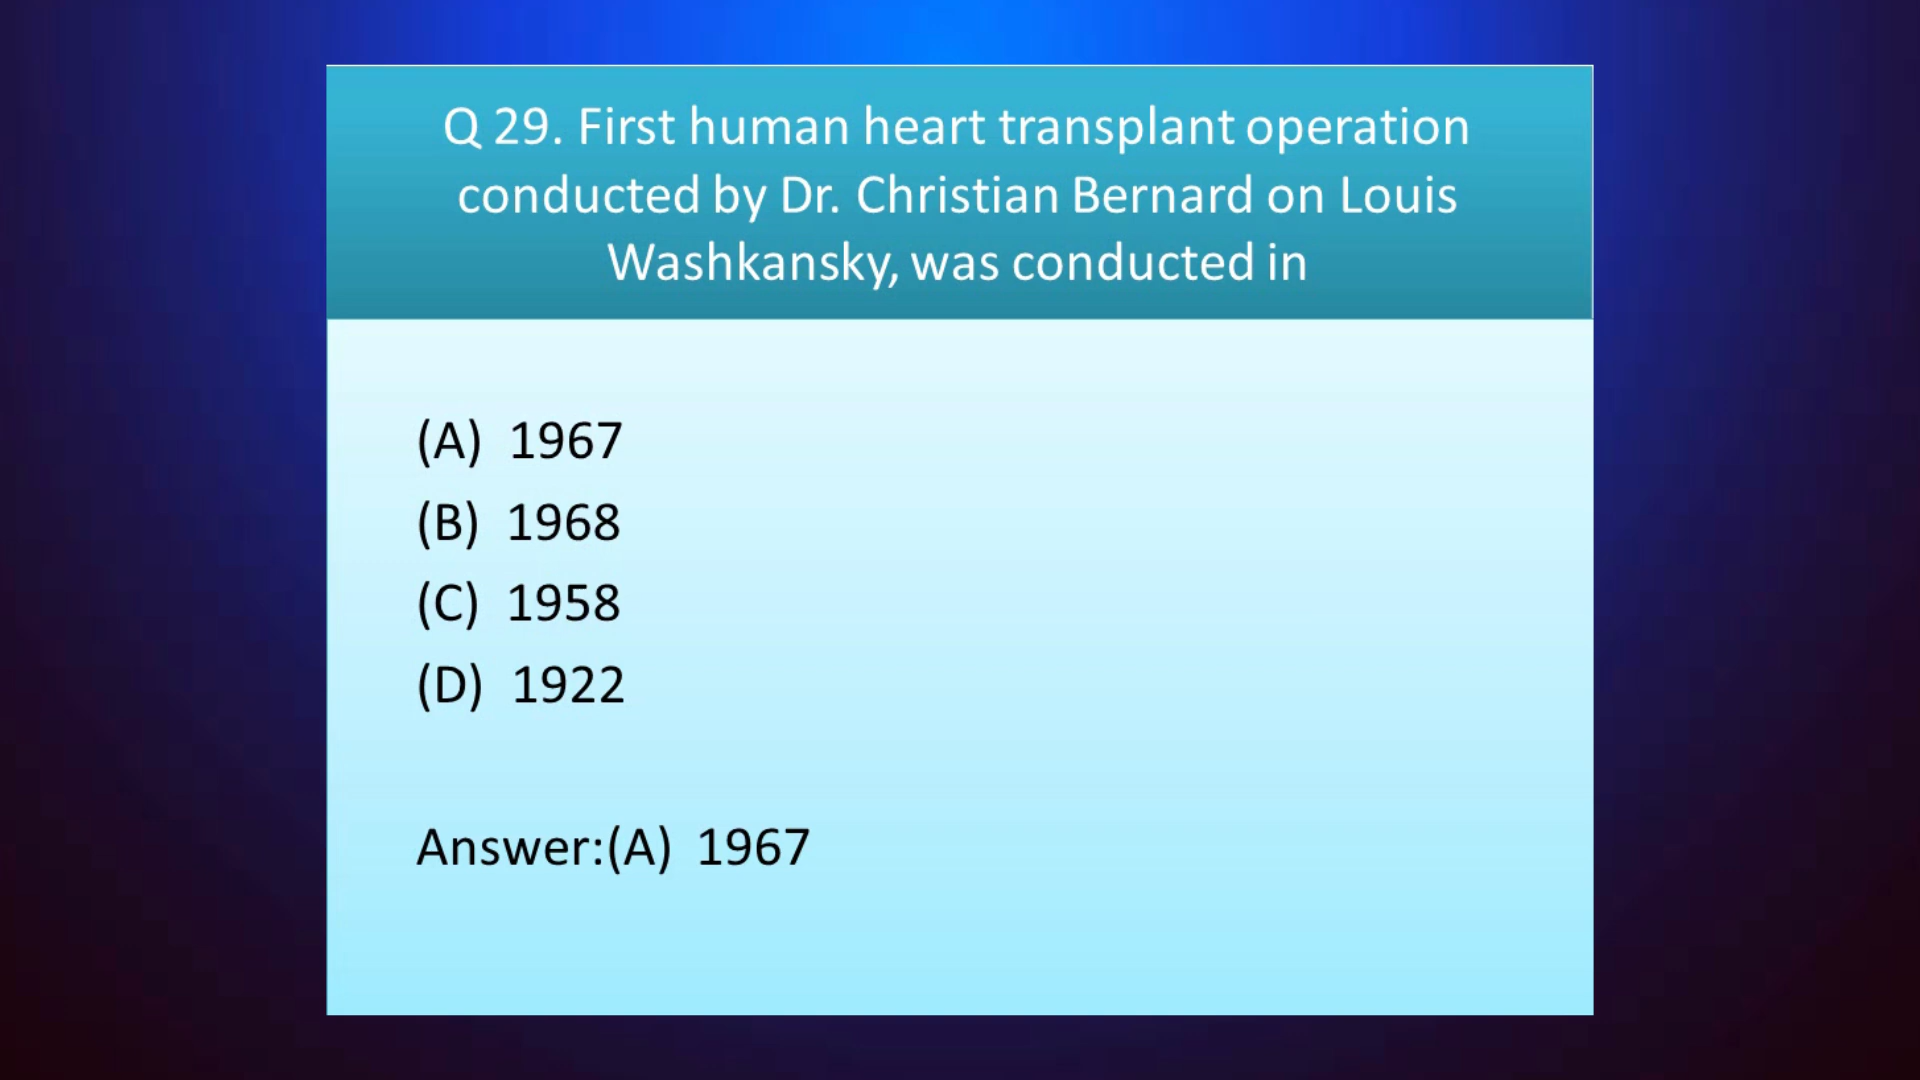 Q 29. First human heart transplant operation
conducted by Dr. Christian Bernard on Louis
Washkansky, was conducted in
(A) 1967
(B) 1968
(C) 1958
(D) 1922
Answer:(A) 1967